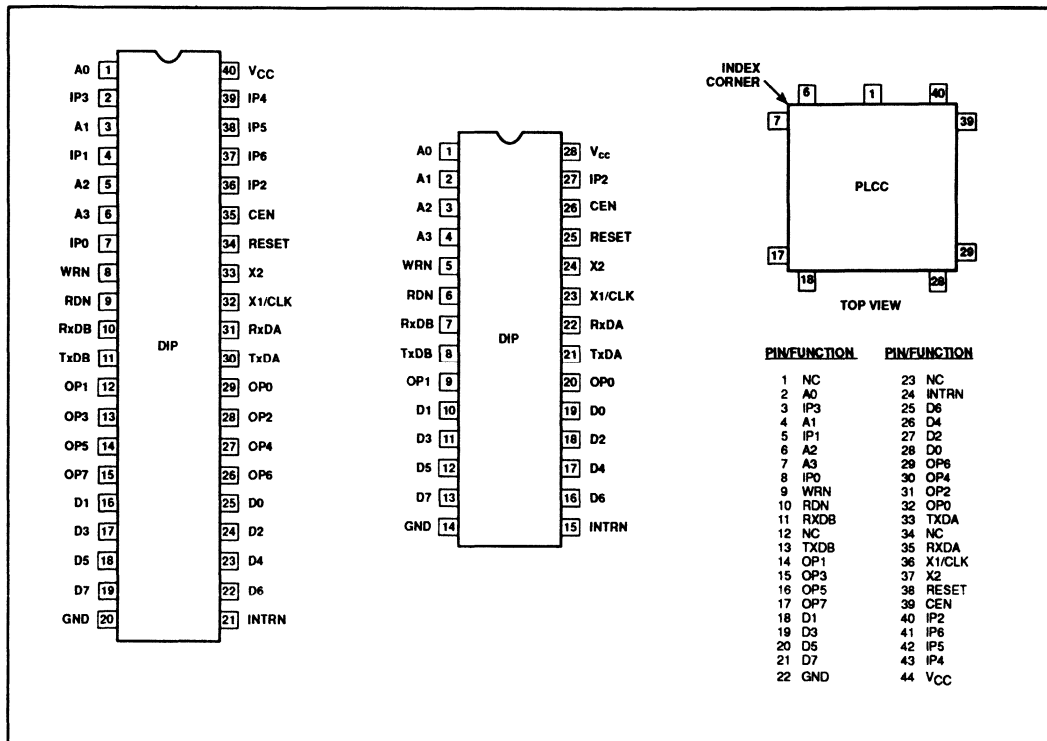 A0 1 40 VCC
IP3 2 39 IP4
A1 3 38 IP5
IP1 4 37 IP6
A2 5 36 IP2
A3 6 35 CEN
IP0 7 34 RESET
WRN 8 33 X2
RDN 9 32 X1/CLK
RxDB 10 31 RxDA
TxDB 11 DIP 30 TxDA
OP1 12 29 OP0
OP3 13 28 OP2
OP5 14 27 OP4
OP7 15 26 OP6
D1 16 25 D0
D3 17 24 D2
D5 18 23 D4
D7 19 22 D6
GND 20 21 INTRN
A0 1 28 Vcc
A1 2 27 IP2
A2 3 26 CEN
A3 4 25 RESET
WRN 5 24 X2
RDN 6 23 X1/CLK
RxDB 7 22 RxDA
TxDB 8 DIP 21 TxDA
OP1 9 20 OP0
D1 10 19 D0
D3 11 18 D2
D5 12 17 D4
D7 13 16 D6
GND 14 15 INTRN
INDEX
CORNER
6 1 40
7 39
PLCC
17 29
18 28
TOP VIEW
PIN/FUNCTION PIN/FUNCTION
1 NC 23 NC
2 A0 24 INTRN
3 IP3 25 D6
4 A1 26 D4
5 IP1 27 D2
6 A2 28 D0
7 A3 29 OP6
8 IP0 30 OP4
9 WRN 31 OP2
10 RDN 32 OP0
11 RXDB 33 TXDA
12 NC 34 NC
13 TXDB 35 RXDA
14 OP1 36 X1/CLK
15 OP3 37 X2
16 OP5 38 RESET
17 OP7 39 CEN
18 D1 40 IP2
19 D3 41 IP6
20 D5 42 IP5
21 D7 43 IP4
22 GND 44 VCC